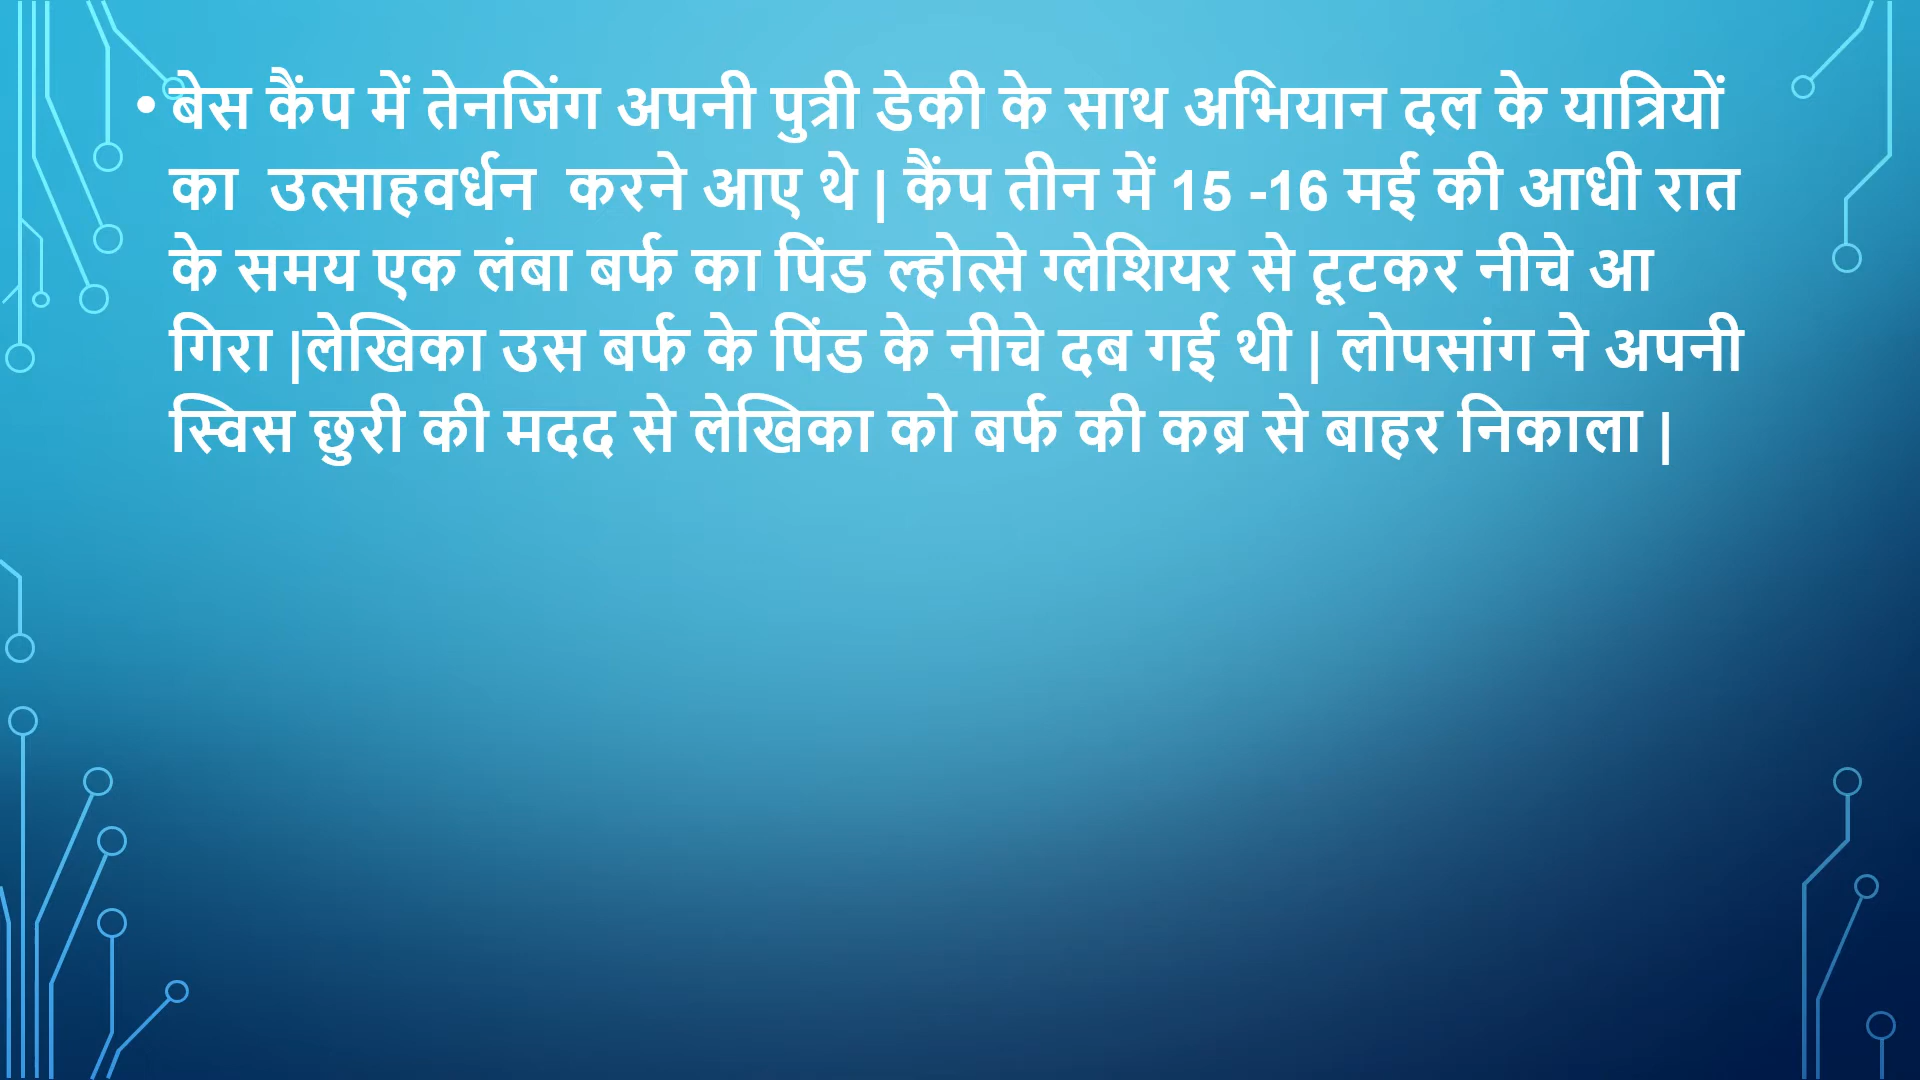 • बेस कैंप में तेनजिंग अपनी पुत्री डेकी के साथ अभियान दल के यात्रियों
का  उत्साहवर्धन  करने आए थे | कैंप तीन में 15 -16 मई की आधी रात
के समय एक लंबा बर्फ का पिंड ल्होत्से ग्लेशियर से टूटकर नीचे आ
गिरा |लेखिका उस बर्फ के पिंड के नीचे दब गई थी | लोपसांग ने अपनी
स्विस छुरी की मदद से लेखिका को बर्फ की कब्र से बाहर निकाला |